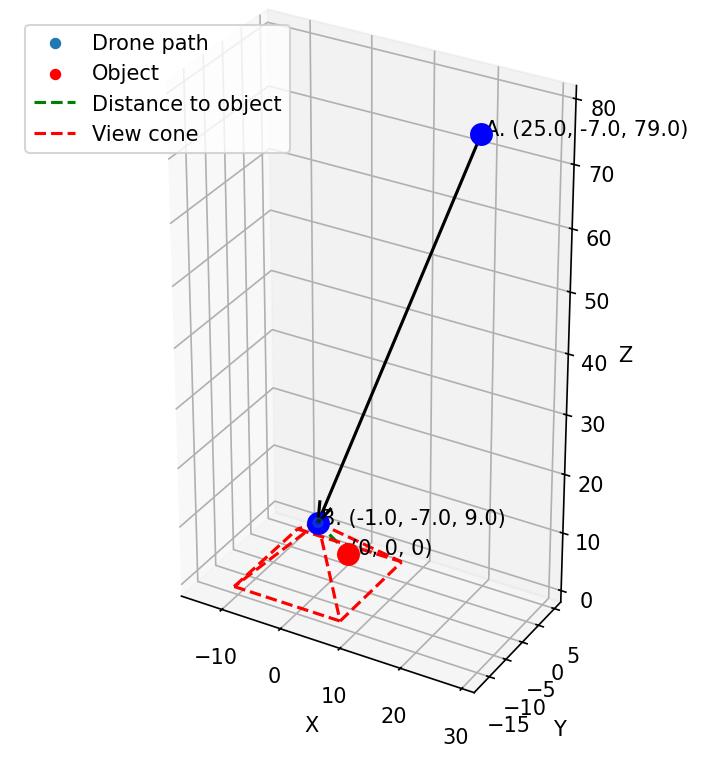 Drone path
Object
Distance to object
View cone
A. (25.0, -7.0, 79.0)
B. (-1.0, -7.0, 9.0)
(0, 0, 0)
80
70
60
50
40
30
20
10
0
Z
−10
0
10
20
30
X
5
0
−5
−10
−15
Y